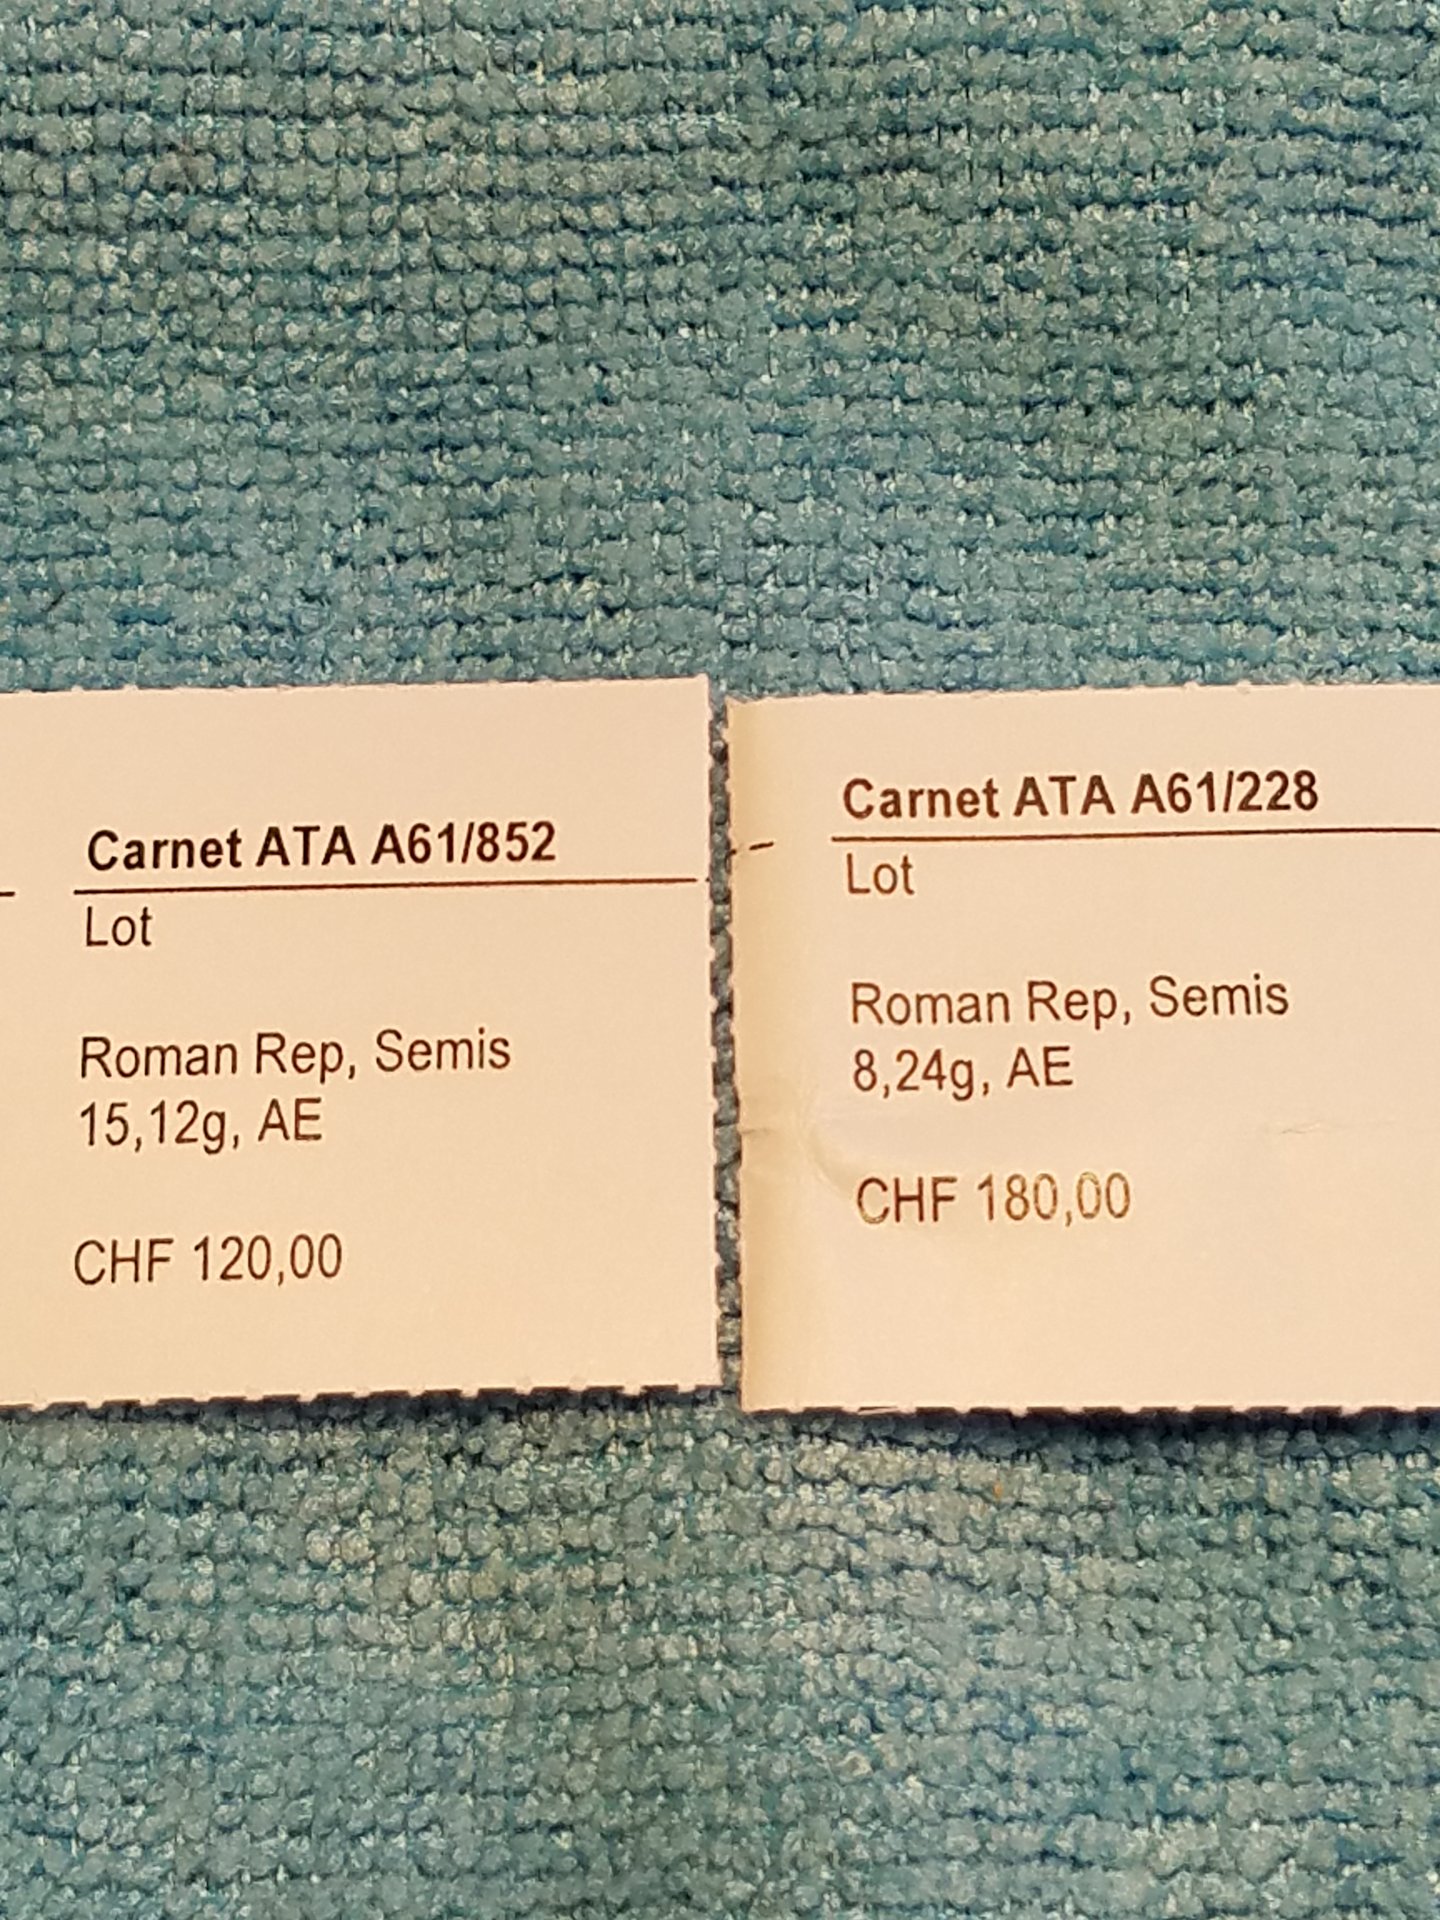 Carnet ATA A61/852
Lot
Roman Rep, Semis
15,12g, AE
CHF 120,00
Carnet ATA A61/228
Lot
Roman Rep, Semis
8,24g, AE
CHF 180,00